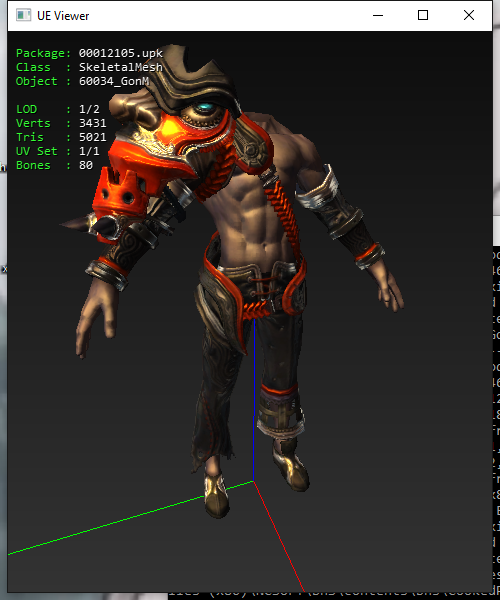 UE Viewer
Package: 00012105.upk
Class  : SkeletalMesh
Object : 60034_GonM
LOD    : 1/2
Verts  : 3431
Tris   : 5021
UV Set : 1/1
Bones  : 80